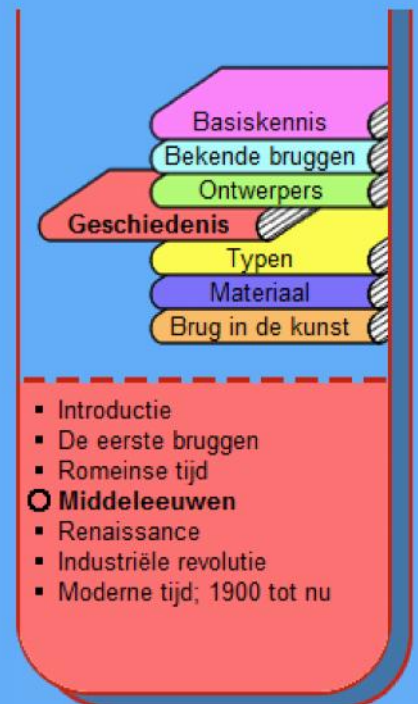 Basiskennis
Bekende bruggen
Ontwerpers
Geschiedenis
Typen
Materiaal
Brug in de kunst
Introductie
De eerste bruggen
Romeinse tijd
Middeleeuwen
Renaissance
Industriële revolutie
Moderne tijd; 1900 tot nu